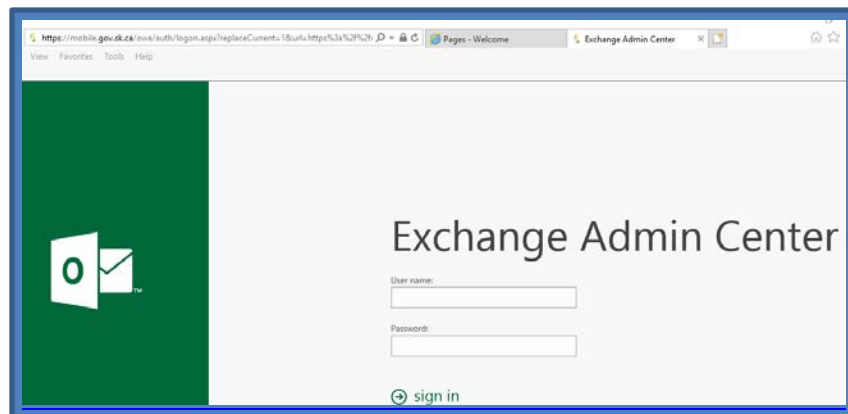 https://mobile.gov.sk.ca/owa/auth/logon.aspx?replaceCurrent=1&url=https%3a%2f%2fi
Pages - Welcome
Exchange Admin Center
View Favorites Tools Help
Exchange Admin Center
User name:
Password:
sign in